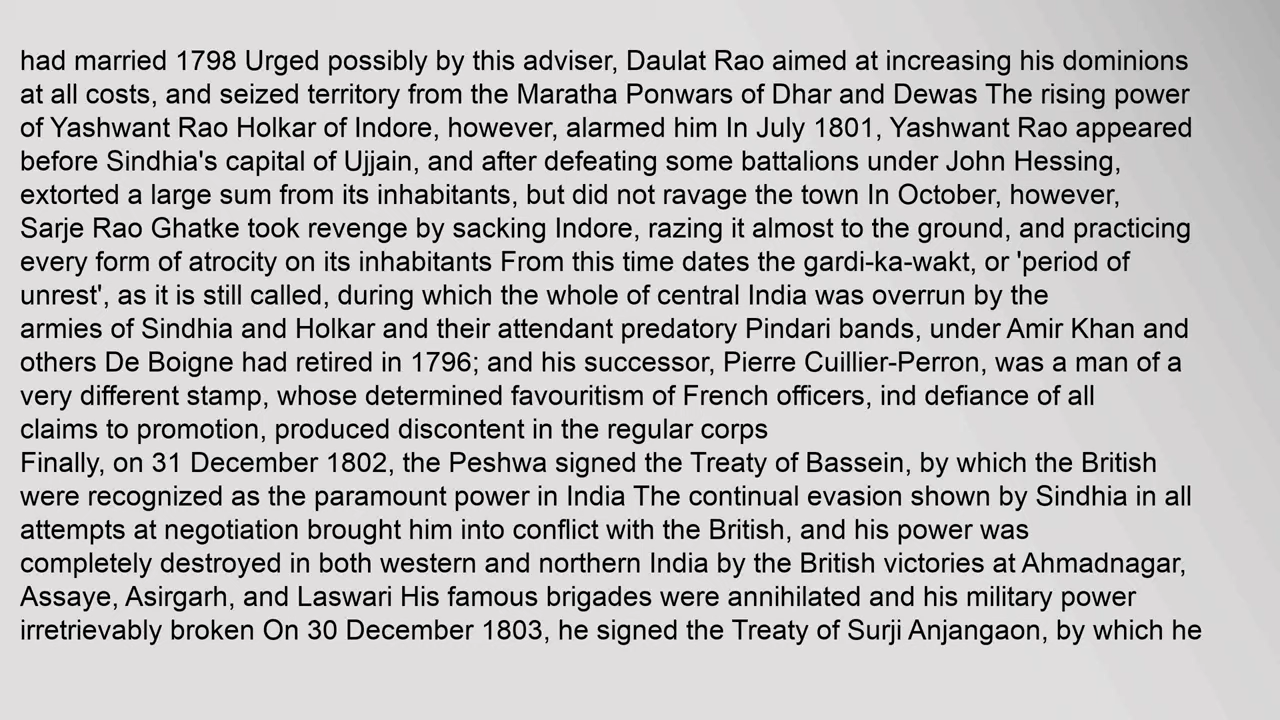 had married 1798 Urged possibly by this adviser, Daulat Rao aimed at increasing his dominions
at all costs, and seized territory from the Maratha Ponwars of Dhar and Dewas The rising power
of Yashwant Rao Holkar of Indore, however, alarmed him In July 1801, Yashwant Rao appeared
before Sindhia's capital of Ujjain, and after defeating some battalions under John Hessing,
extorted a large sum from its inhabitants, but did not ravage the town In October, however,
Sarje Rao Ghatke took revenge by sacking Indore, razing it almost to the ground, and practicing
every form of atrocity on its inhabitants From this time dates the gardi-ka-wakt, or 'period of
unrest', as it is still called, during which the whole of central India was overrun by the
armies of Sindhia and Holkar and their attendant predatory Pindari bands, under Amir Khan and
others De Boigne had retired in 1796; and his successor, Pierre Cuillier-Perron, was a man of a
very different stamp, whose determined favouritism of French officers, ind defiance of all
claims to promotion, produced discontent in the regular corps
Finally, on 31 December 1802, the Peshwa signed the Treaty of Bassein, by which the British
were recognized as the paramount power in India The continual evasion shown by Sindhia in all
attempts at negotiation brought him into conflict with the British, and his power was
completely destroyed in both western and northern India by the British victories at Ahmadnagar,
Assaye, Asirgarh, and Laswari His famous brigades were annihilated and his military power
irretrievably broken On 30 December 1803, he signed the Treaty of Surji Anjangaon, by which he